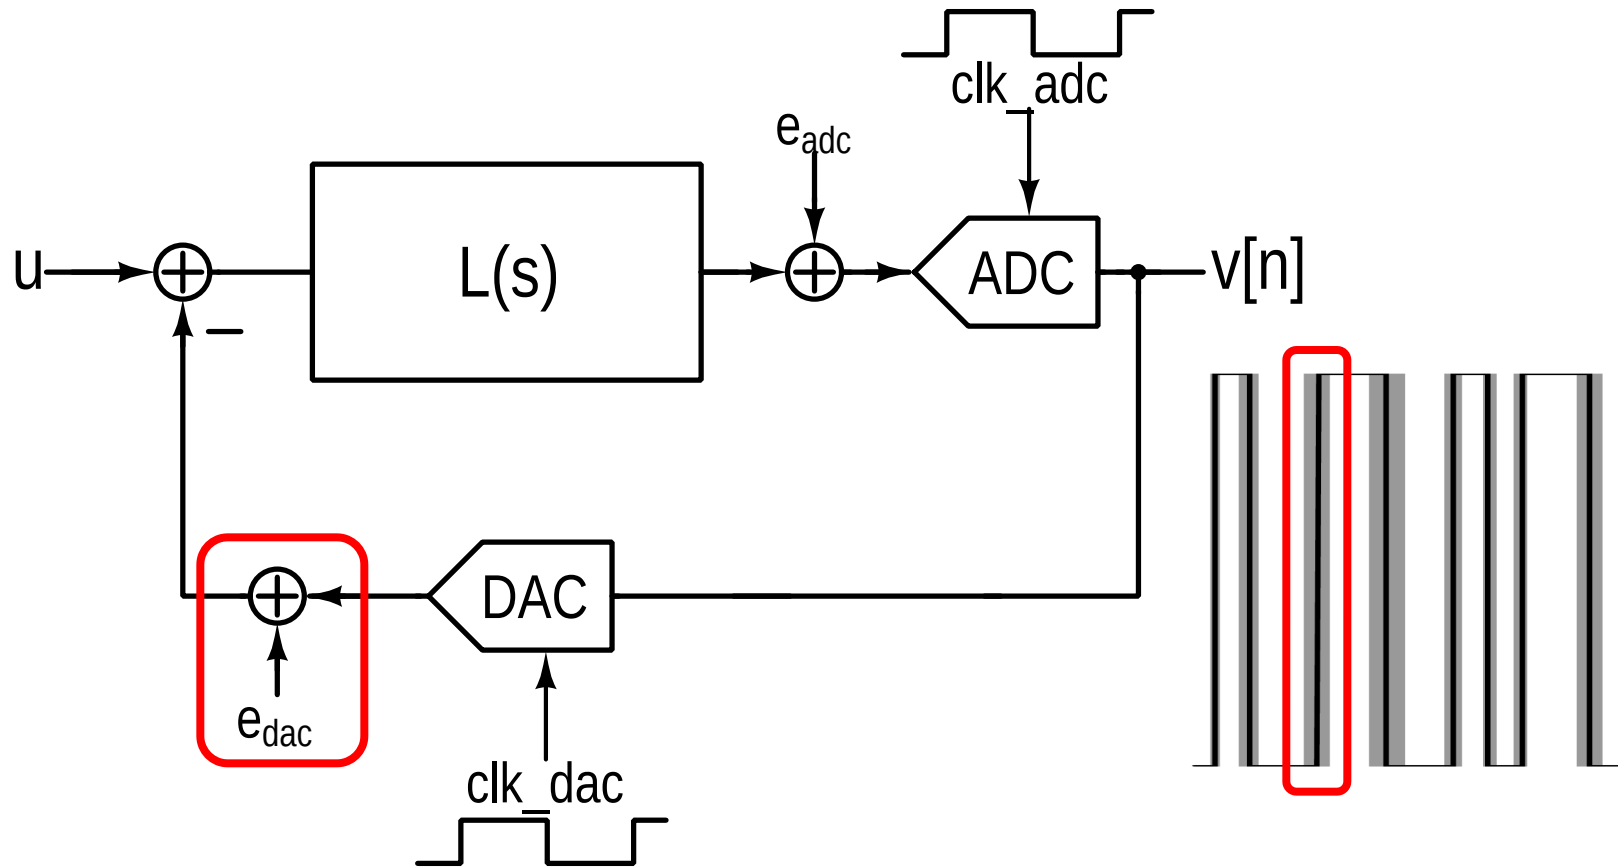 clk_adc
e_adc
u
L(s)
ADC
v[n]
DAC
e_dac
clk_dac